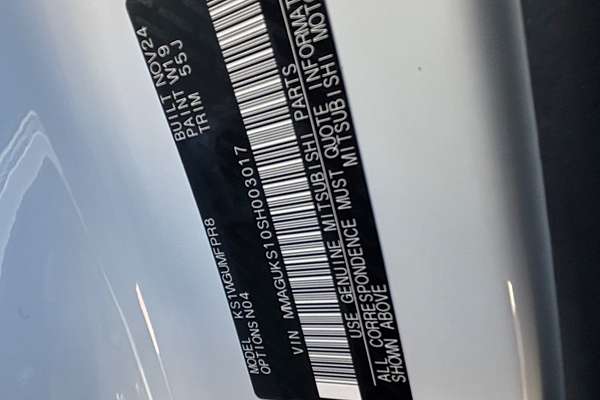 MODEL KS1WGUMFPR8 BUILT NOV24
OPTIONS N04 PAINT W19
TRIM 55J
VIN MMAGUKS10SH003017
USE GENUINE MITSUBISHI PARTS
ALL CORRESPONDENCE MUST QUOTE INFORMAT
SHOWN ABOVE MITSUBISHI MOT